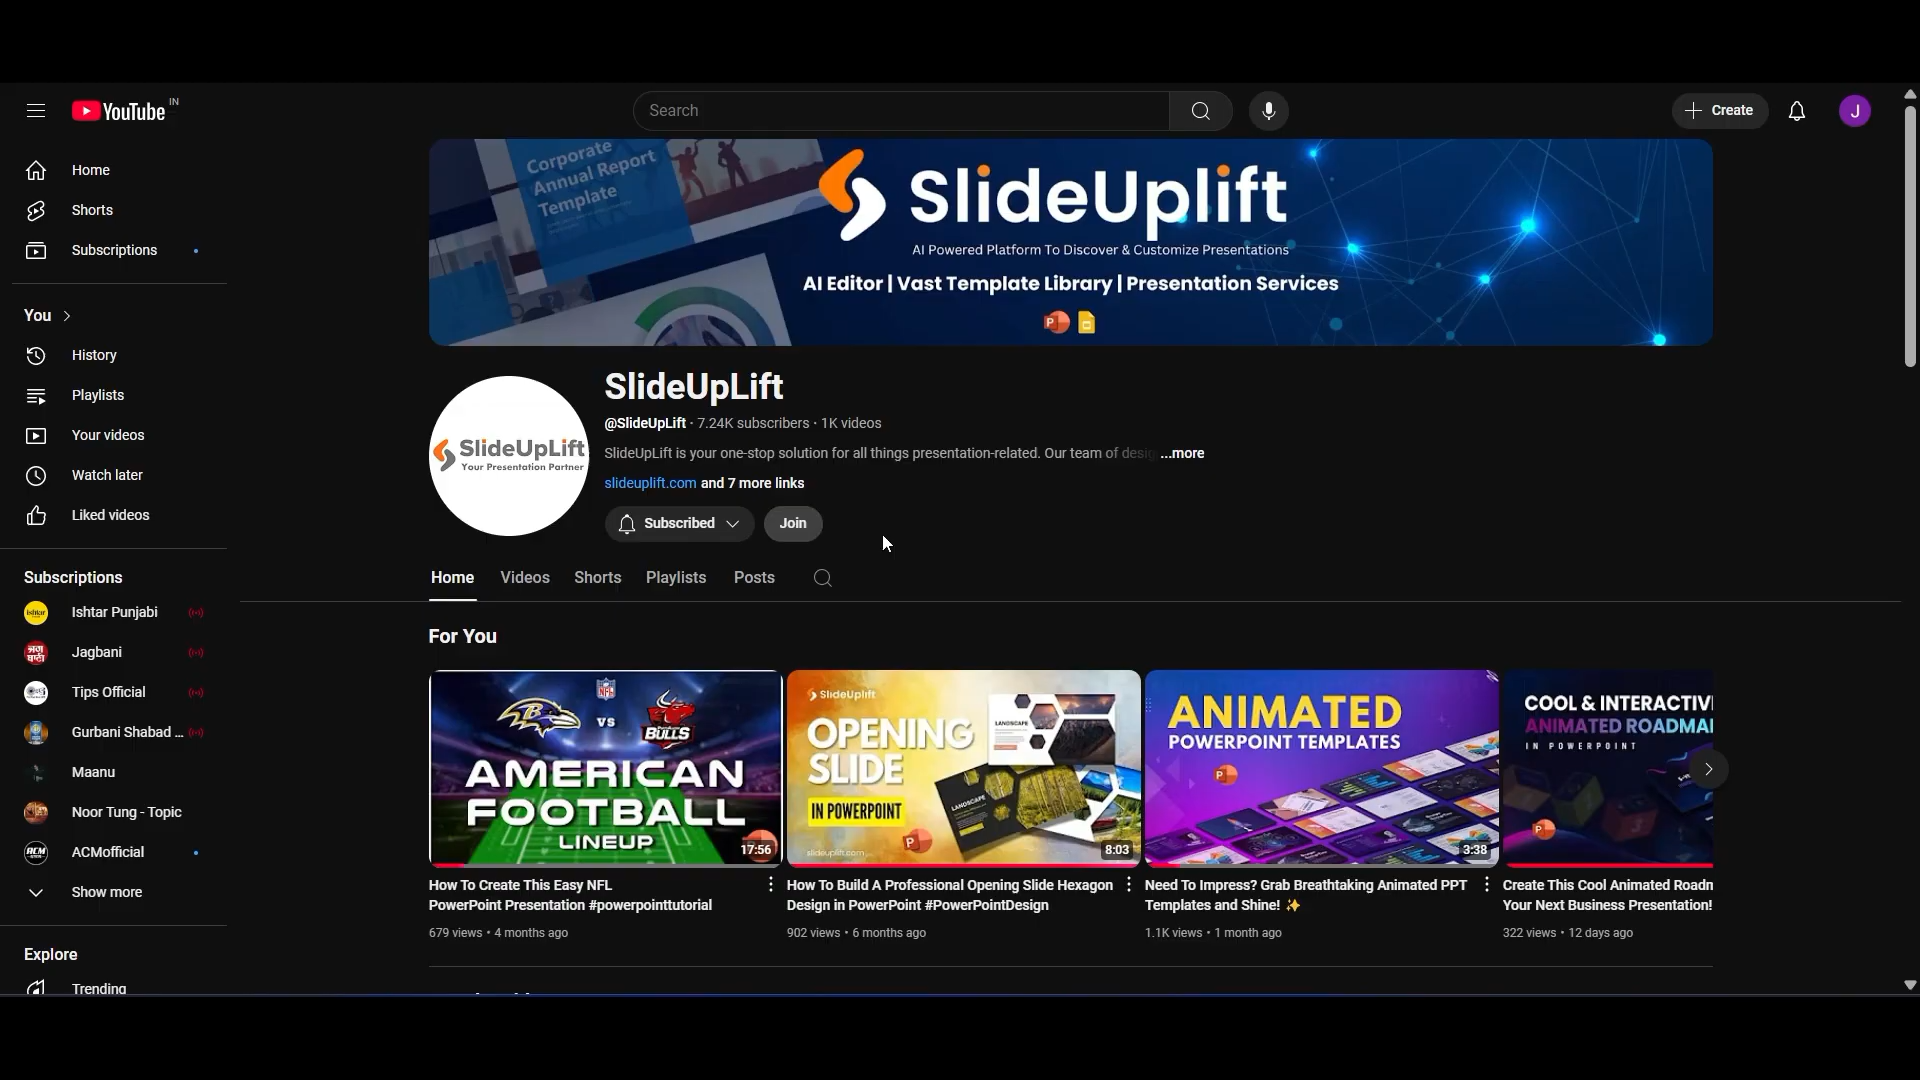 YouTube IN
Search
Create
J
Home
Shorts
Subscriptions
You
History
Playlists
Your videos
Watch later
Liked videos
Subscriptions
Ishtar Punjabi
Jagbani
Tips Official
Gurbani Shabad ...
Maanu
Noor Tung - Topic
ACMofficial
Show more
Explore
Trending
Corporate
Annual Report
Template
SlideUplift
AI Powered Platform To Discover & Customize Presentations
AI Editor | Vast Template Library | Presentation Services
SlideUpLift
Your Presentation Partner
SlideUpLift
@SlideUpLift · 7.24K subscribers · 1K videos
SlideUpLift is your one-stop solution for all things presentation-related. Our team of desig ...more
slideuplift.com and 7 more links
Subscribed
Join
Home Videos Shorts Playlists Posts
For You
NFL
VS
BULLS
AMERICAN
FOOTBALL
LINEUP
17:56
How To Create This Easy NFL
PowerPoint Presentation #powerpointtutorial
679 views • 4 months ago
SlideUplift
OPENING
SLIDE
IN POWERPOINT
LANDSCAPE
LANDSCAPE
slideuplift.com
8:03
How To Build A Professional Opening Slide Hexagon
Design in PowerPoint #PowerPointDesign
902 views • 6 months ago
ANIMATED
POWERPOINT TEMPLATES
3:38
Need To Impress? Grab Breathtaking Animated PPT
Templates and Shine! ✨
1.1K views • 1 month ago
COOL & INTERACTIV
ANIMATED ROADMA
IN POWERPOINT
Create This Cool Animated Roadm
Your Next Business Presentation!
322 views • 12 days ago